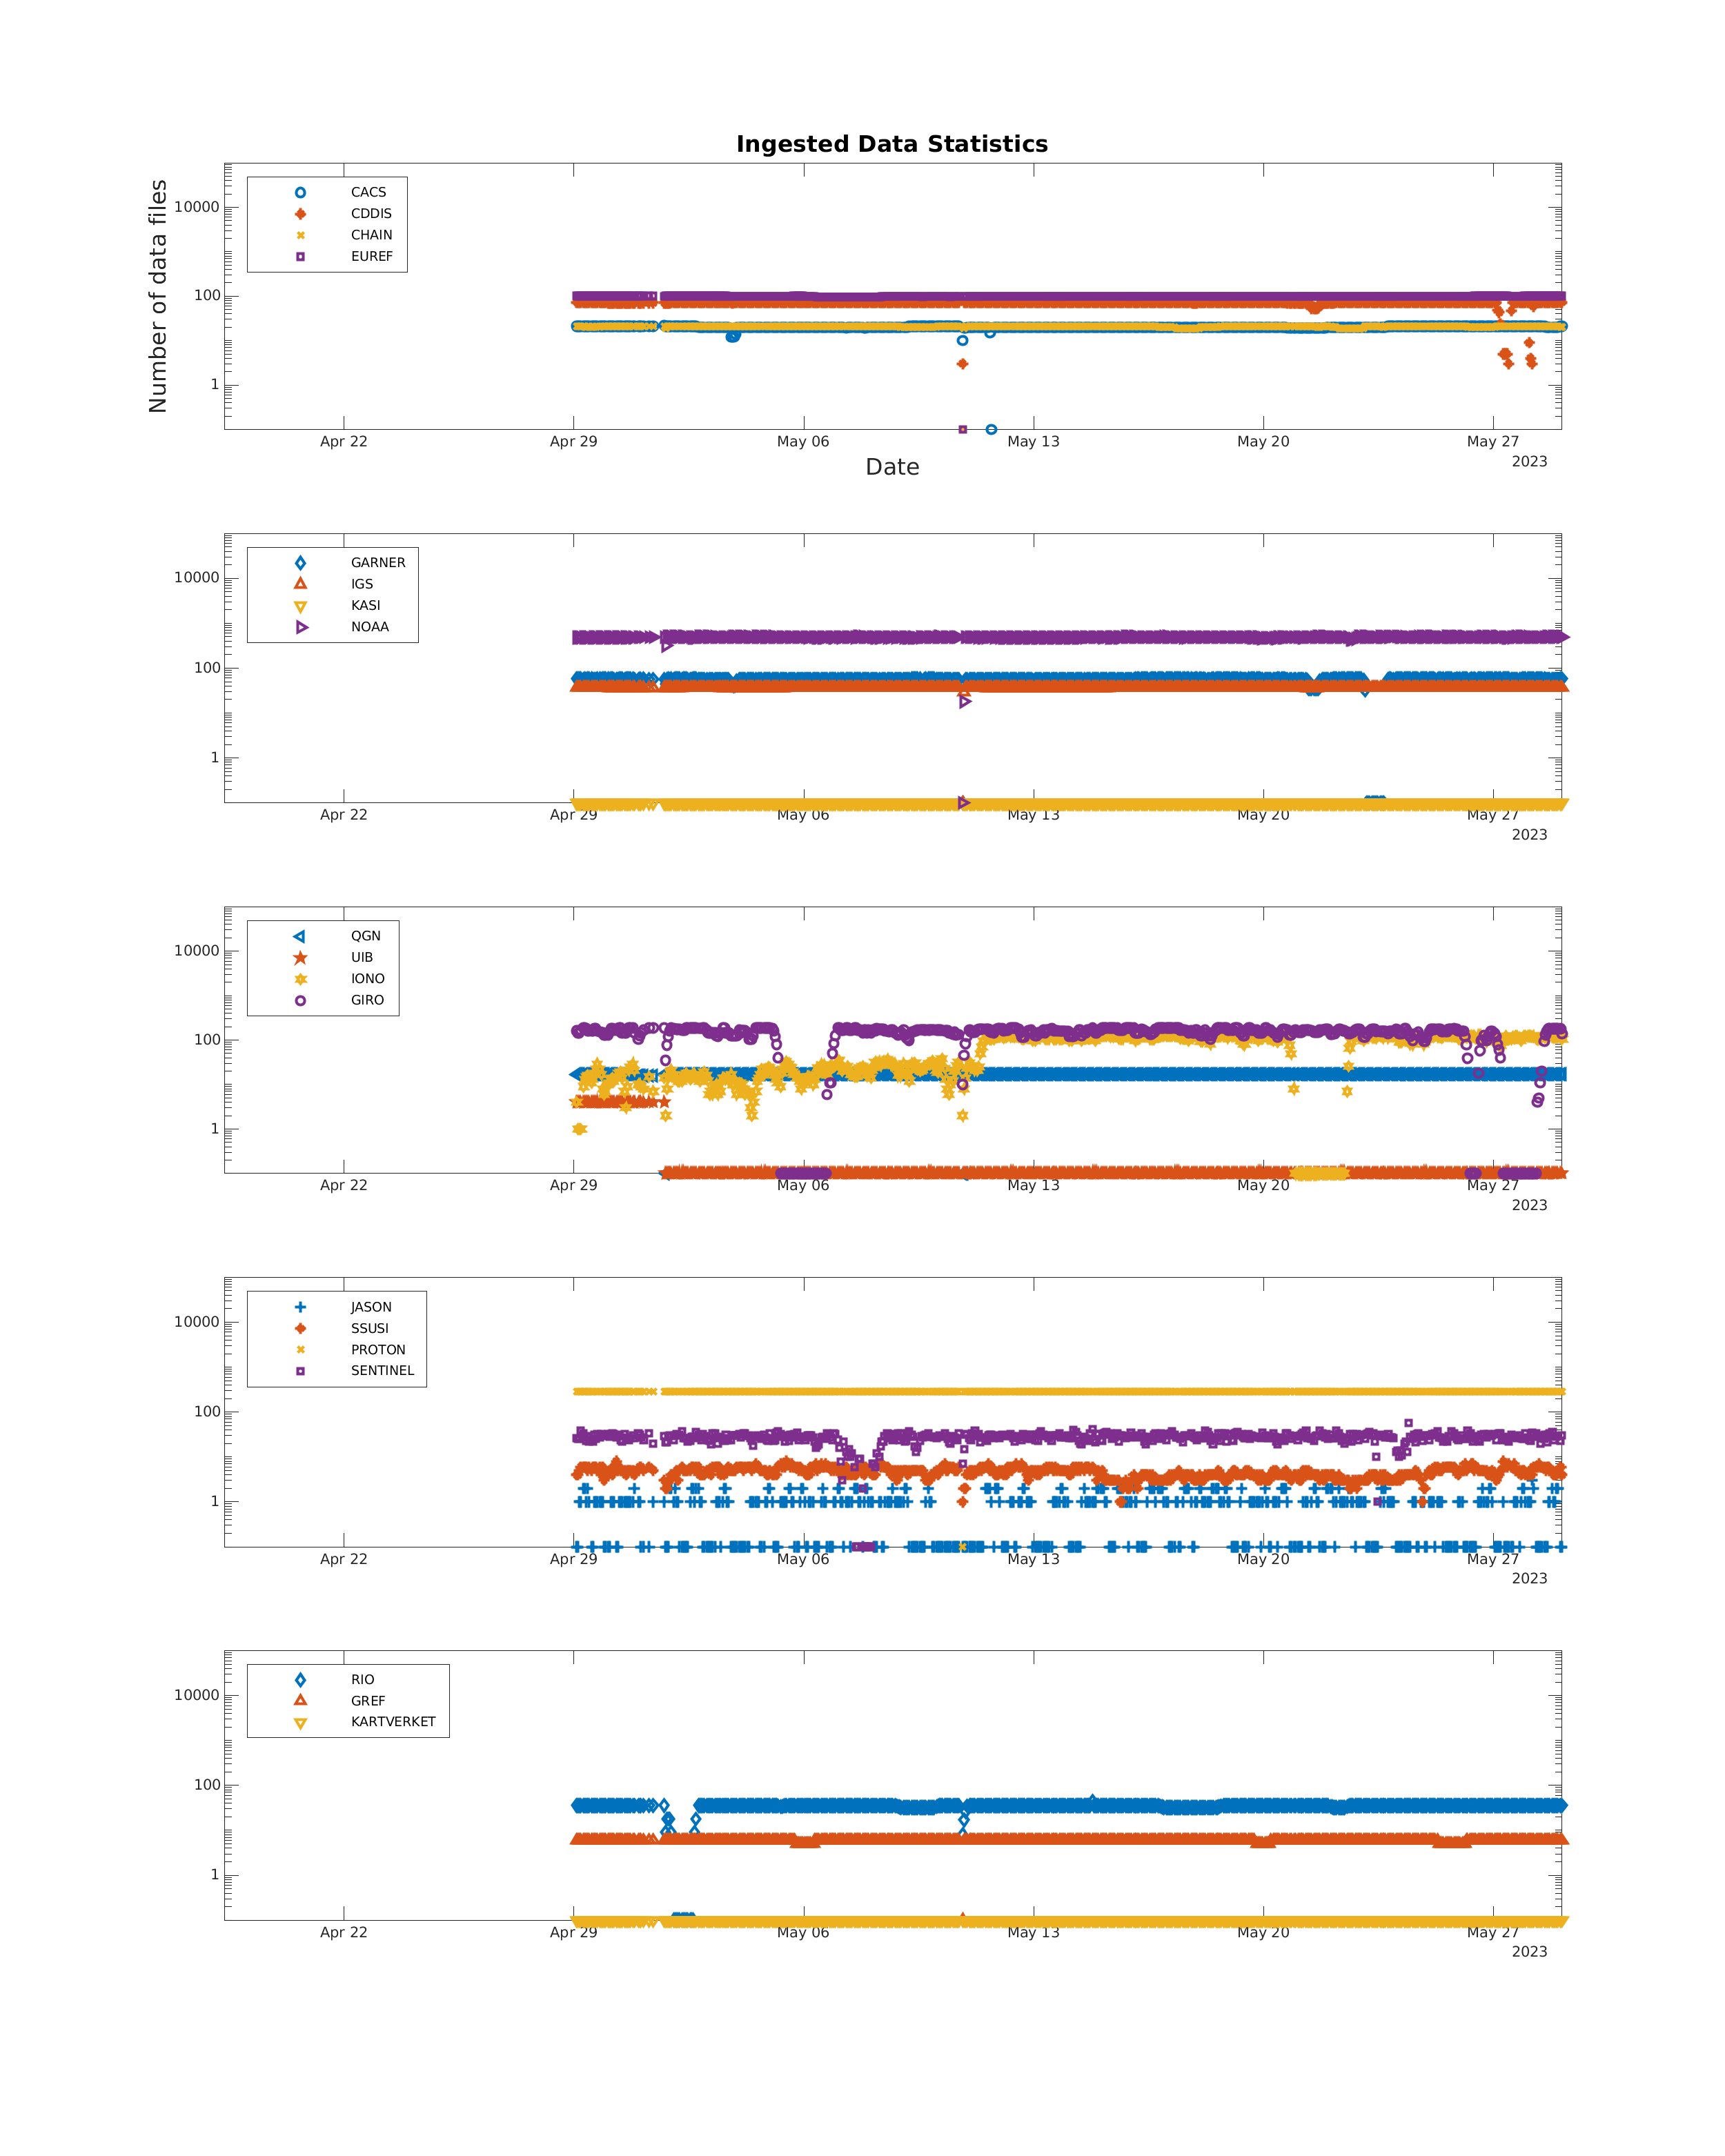 Ingested Data Statistics
Number of data files
10000
100
1
CACS
CDDIS
CHAIN
EUREF
Apr 22 Apr 29 May 06 May 13 May 20 May 27
2023
Date
10000
100
1
GARNER
IGS
KASI
NOAA
Apr 22 Apr 29 May 06 May 13 May 20 May 27
2023
10000
100
1
QGN
UIB
IONO
GIRO
Apr 22 Apr 29 May 06 May 13 May 20 May 27
2023
10000
100
1
JASON
SSUSI
PROTON
SENTINEL
Apr 22 Apr 29 May 06 May 13 May 20 May 27
2023
10000
100
1
RIO
GREF
KARTVERKET
Apr 22 Apr 29 May 06 May 13 May 20 May 27
2023